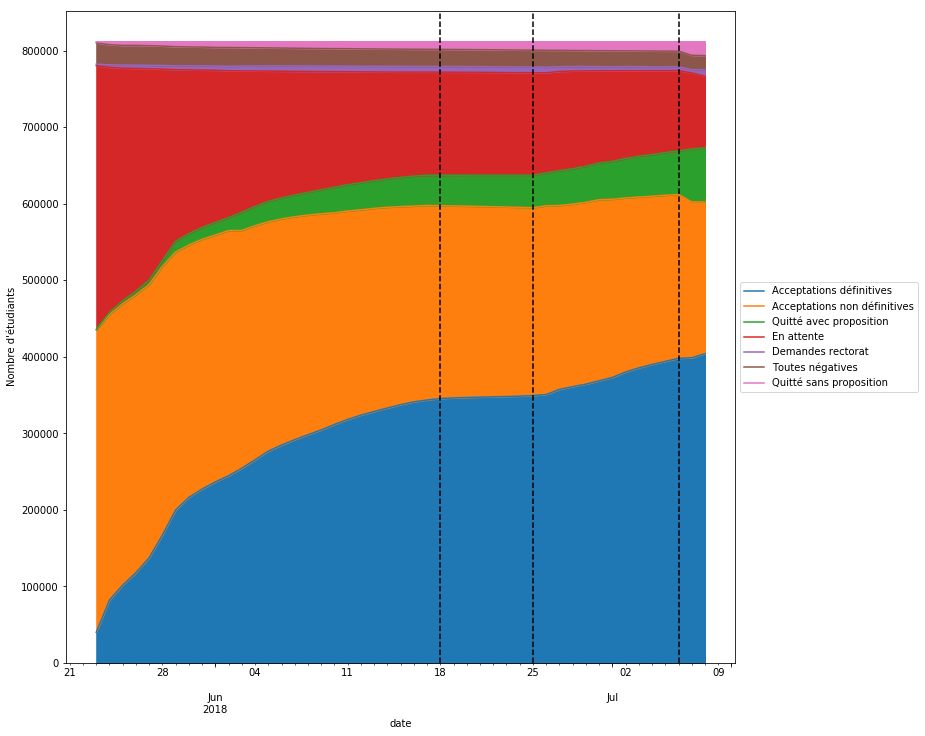 800000
700000
600000
500000
400000
300000
200000
100000
0
Nombre d'étudiants
21 28 04 11 18 25 02 09
Jun Jul
2018
date
Acceptations définitives
Acceptations non définitives
Quitté avec proposition
En attente
Demandes rectorat
Toutes négatives
Quitté sans proposition